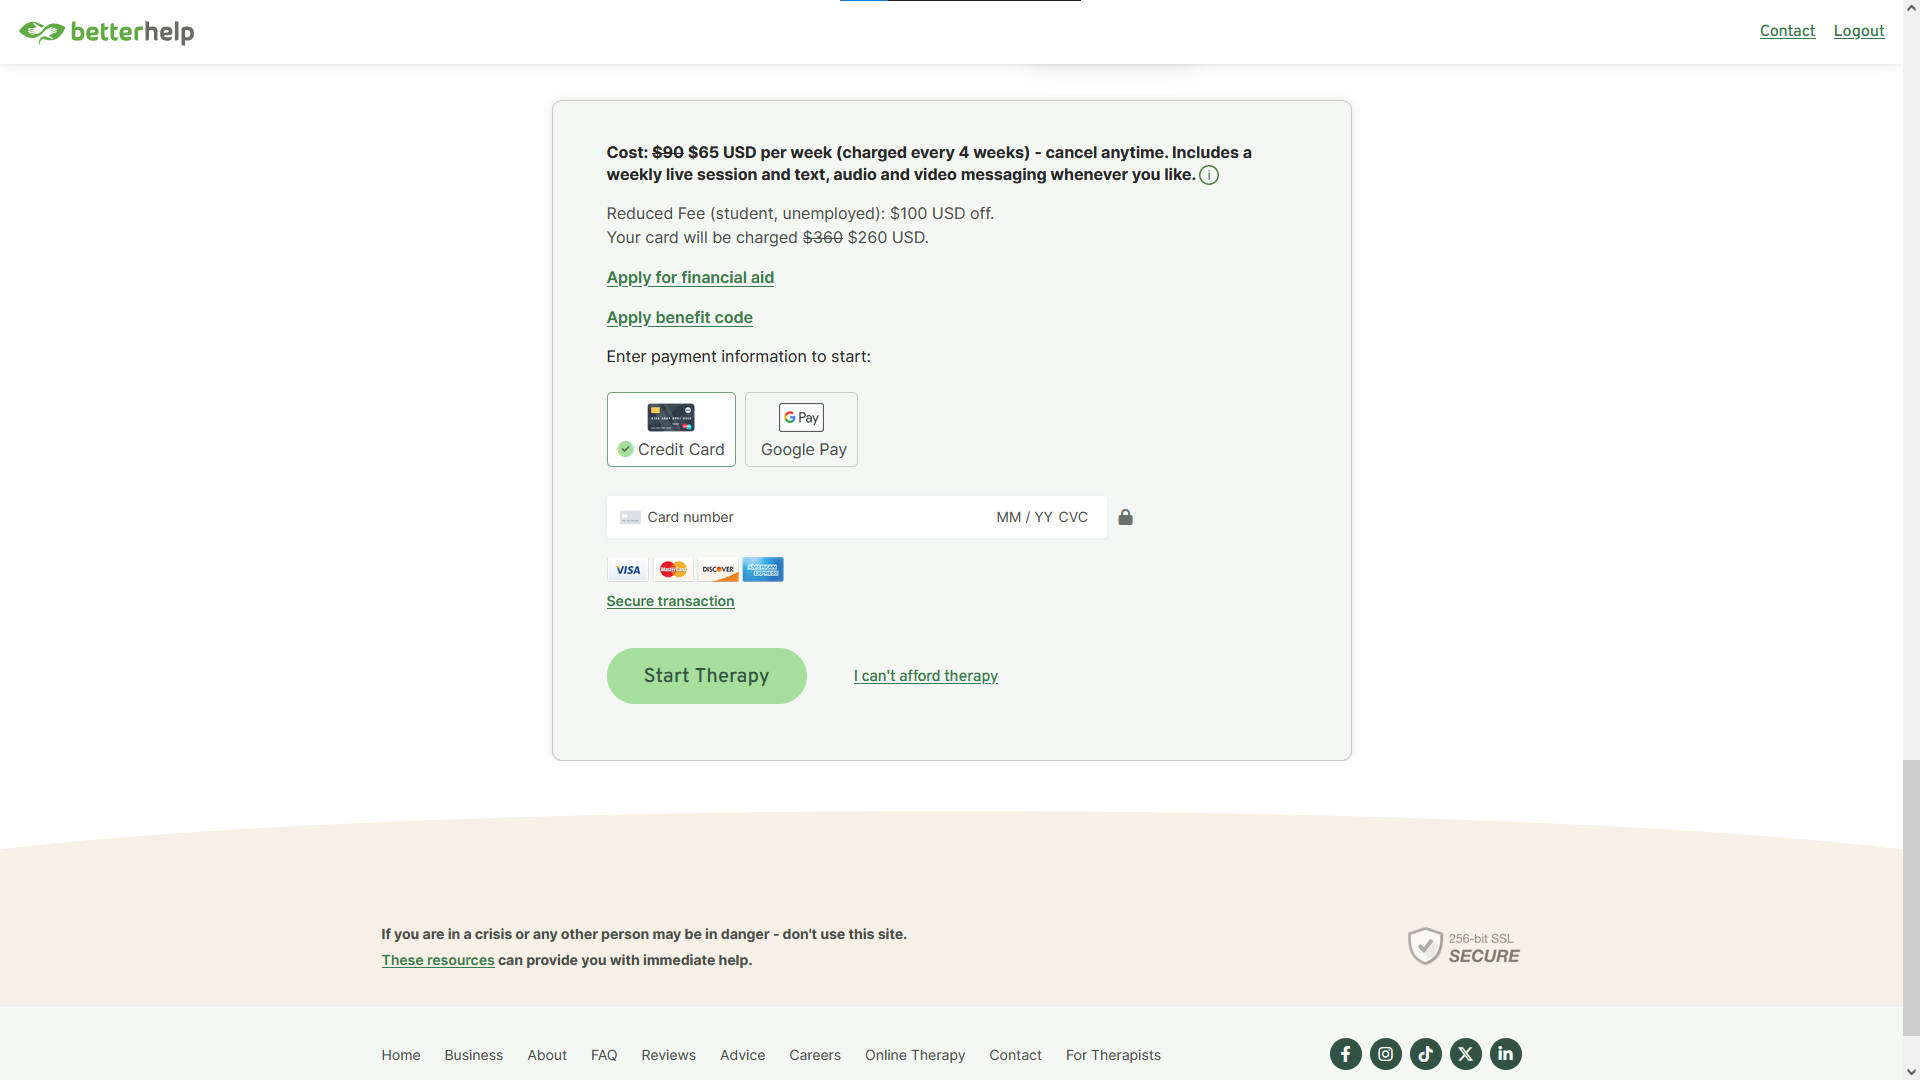 betterhelp
Contact
Logout
Cost: $90 $65 USD per week (charged every 4 weeks) - cancel anytime. Includes a
weekly live session and text, audio and video messaging whenever you like.
Reduced Fee (student, unemployed): $100 USD off.
Your card will be charged $360 $260 USD.
Apply for financial aid
Apply benefit code
Enter payment information to start:
G Pay
Credit Card
Google Pay
Card number
MM / YY CVC
VISA
MasterCard
DISCOVER
AMERICAN EXPRESS
Secure transaction
Start Therapy
I can't afford therapy
If you are in a crisis or any other person may be in danger - don't use this site.
These resources can provide you with immediate help.
256-bit SSL
SECURE
Home
Business
About
FAQ
Reviews
Advice
Careers
Online Therapy
Contact
For Therapists